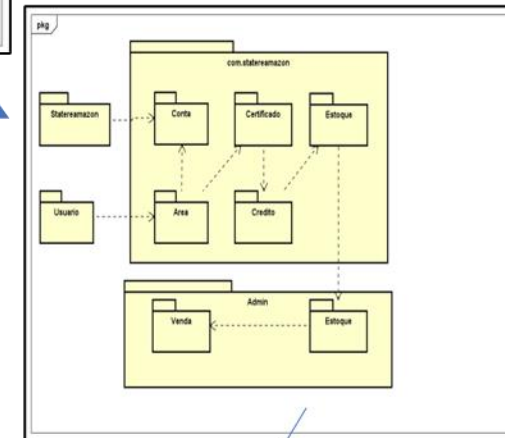 pkg
com.statereamazon
Statereamazon
Conta
Certificado
Estoque
Usuario
Area
Credito
Admin
Venda
Estoque